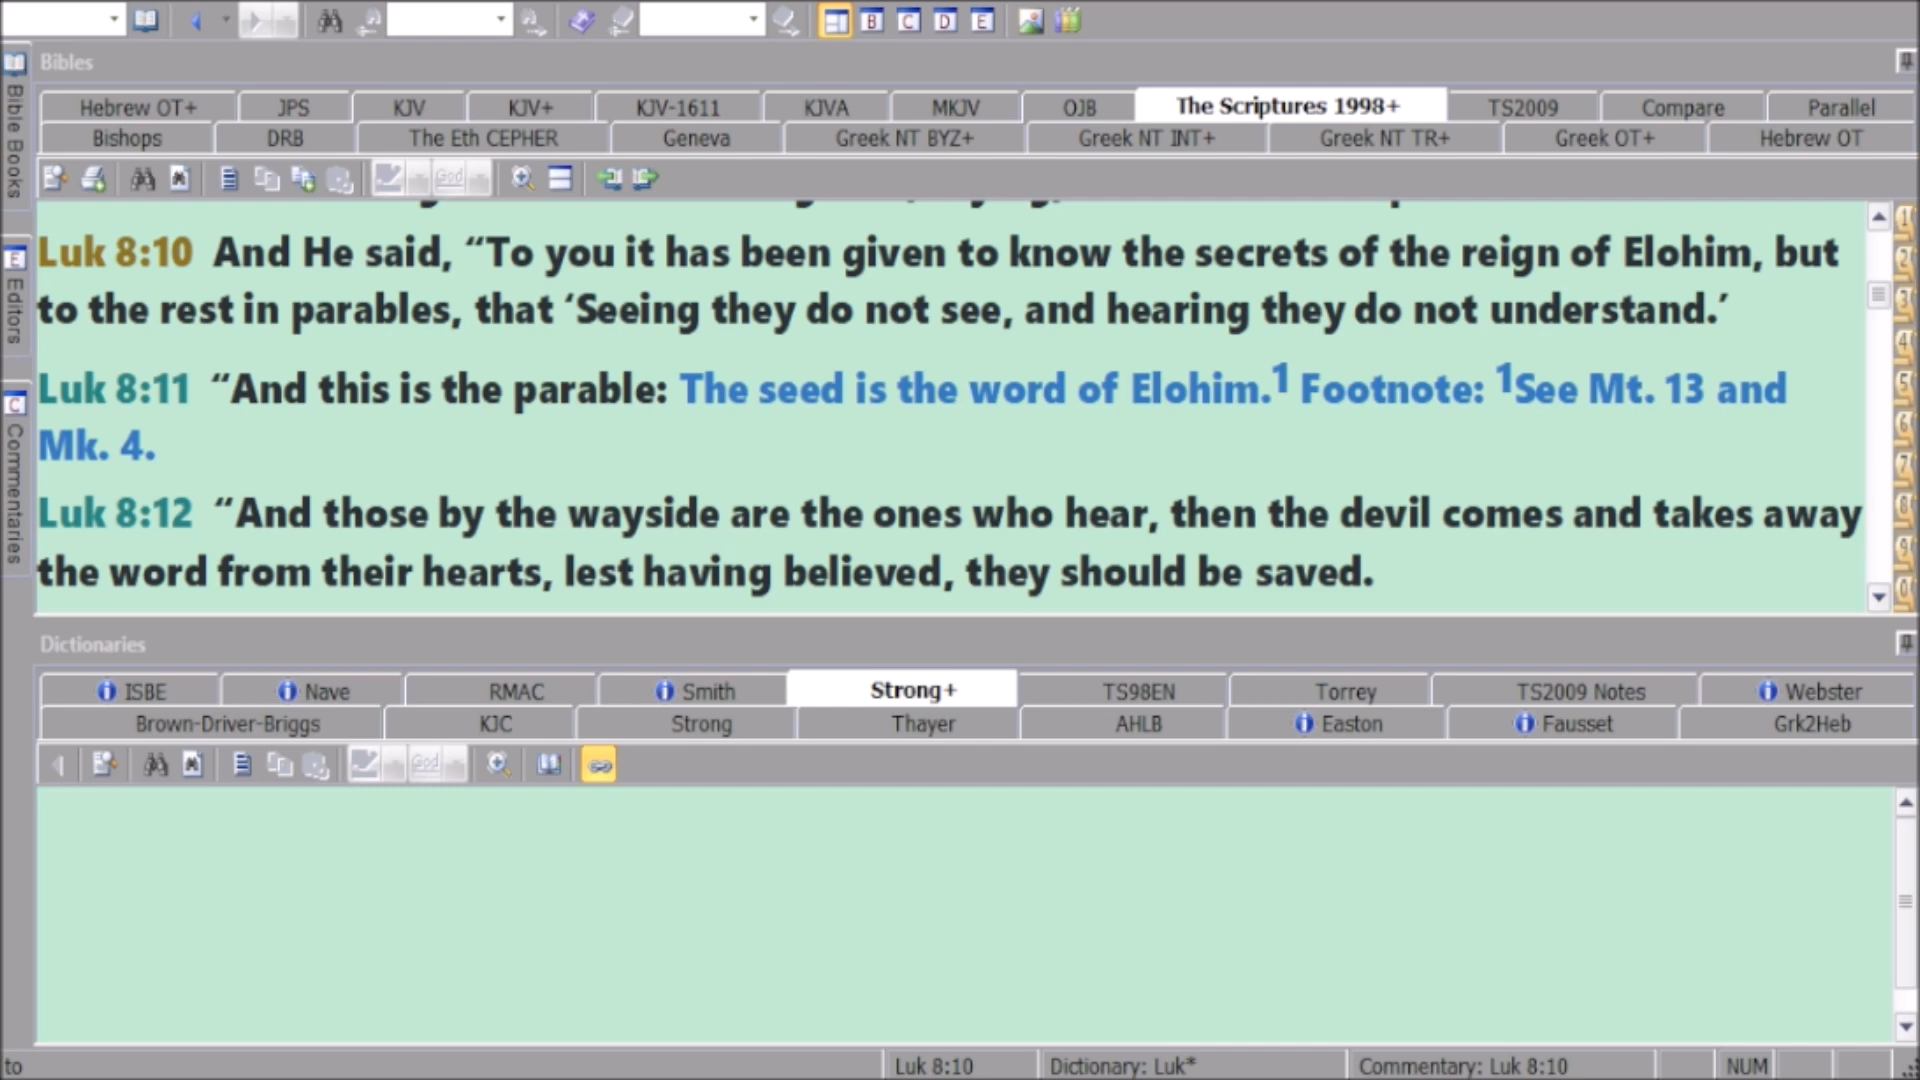 B C D E
Bibles
Hebrew OT+ JPS KJV KJV+ KJV-1611 KJVA MKJV OJB The Scriptures 1998+ TS2009 Compare Parallel
Bishops DRB The Eth CEPHER Geneva Greek NT BYZ+ Greek NT INT+ Greek NT TR+ Greek OT+ Hebrew OT
God
Luk 8:10 And He said, “To you it has been given to know the secrets of the reign of Elohim, but
to the rest in parables, that ‘Seeing they do not see, and hearing they do not understand.’
Luk 8:11 “And this is the parable: The seed is the word of Elohim.1 Footnote: 1See Mt. 13 and
Mk. 4.
Luk 8:12 “And those by the wayside are the ones who hear, then the devil comes and takes away
the word from their hearts, lest having believed, they should be saved.
Bible Books
E Editors
C Commentaries
Dictionaries
ISBE Nave RMAC Smith Strong+ TS98EN Torrey TS2009 Notes Webster
Brown-Driver-Briggs KJC Strong Thayer AHLB Easton Fausset Grk2Heb
God
to Luk 8:10 Dictionary: Luk* Commentary: Luk 8:10 NUM